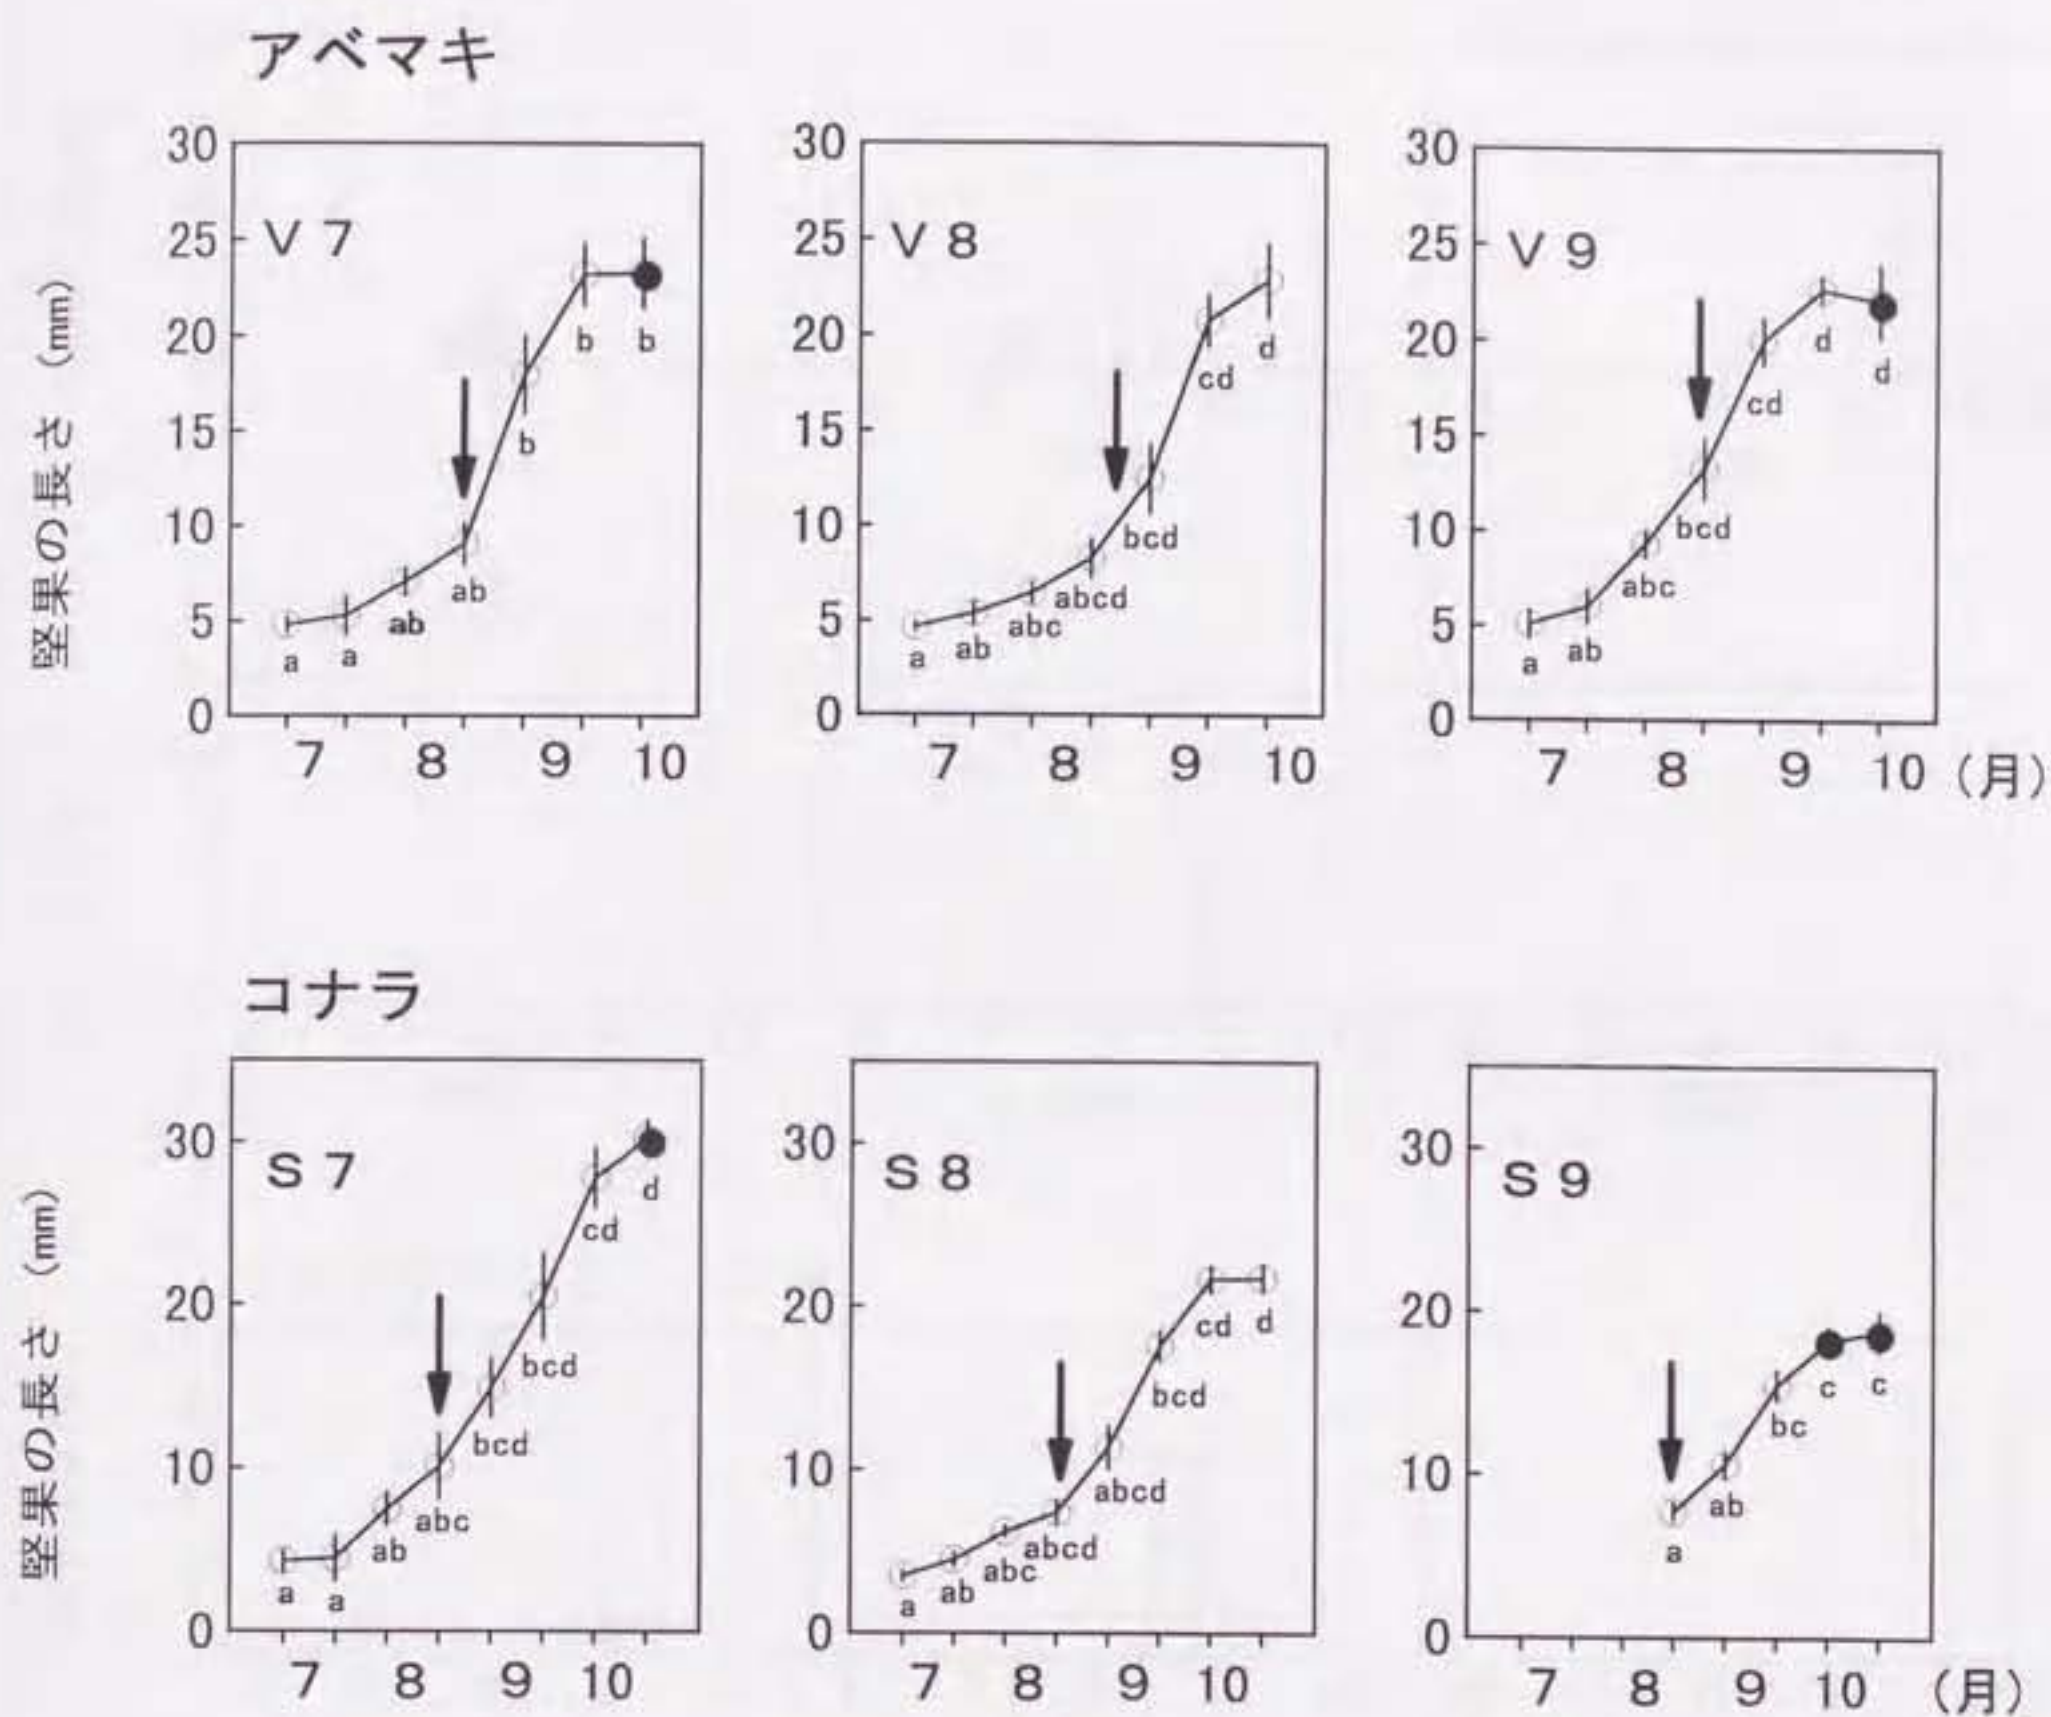 アベマキ
堅果の長さ (mm)
30 25 20 15 10 5 0
V 7
a a ab ab b b b
7 8 9 10
30 25 20 15 10 5 0
V 8
a ab abc abcd bcd cd d
7 8 9 10
30 25 20 15 10 5 0
V 9
a ab abc bcd cd d d
7 8 9 10 (月)
コナラ
堅果の長さ (mm)
30 20 10 0
S 7
a a ab abc bcd bcd cd d
7 8 9 10
30 20 10 0
S 8
a ab abc abcd abcd bcd cd d
7 8 9 10
30 20 10 0
S 9
a ab bc c c
7 8 9 10 (月)